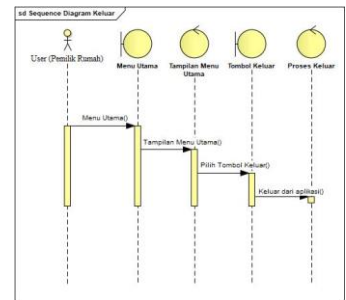 sd Sequence Diagram Keluar
User (Pemilik Rumah)
Menu Utama
Tampilan Menu
Utama
Tombol Keluar
Proses Keluar
Menu Utama()
Tampilan Menu Utama()
Pilih Tombol Keluar()
Keluar dari aplikasi()